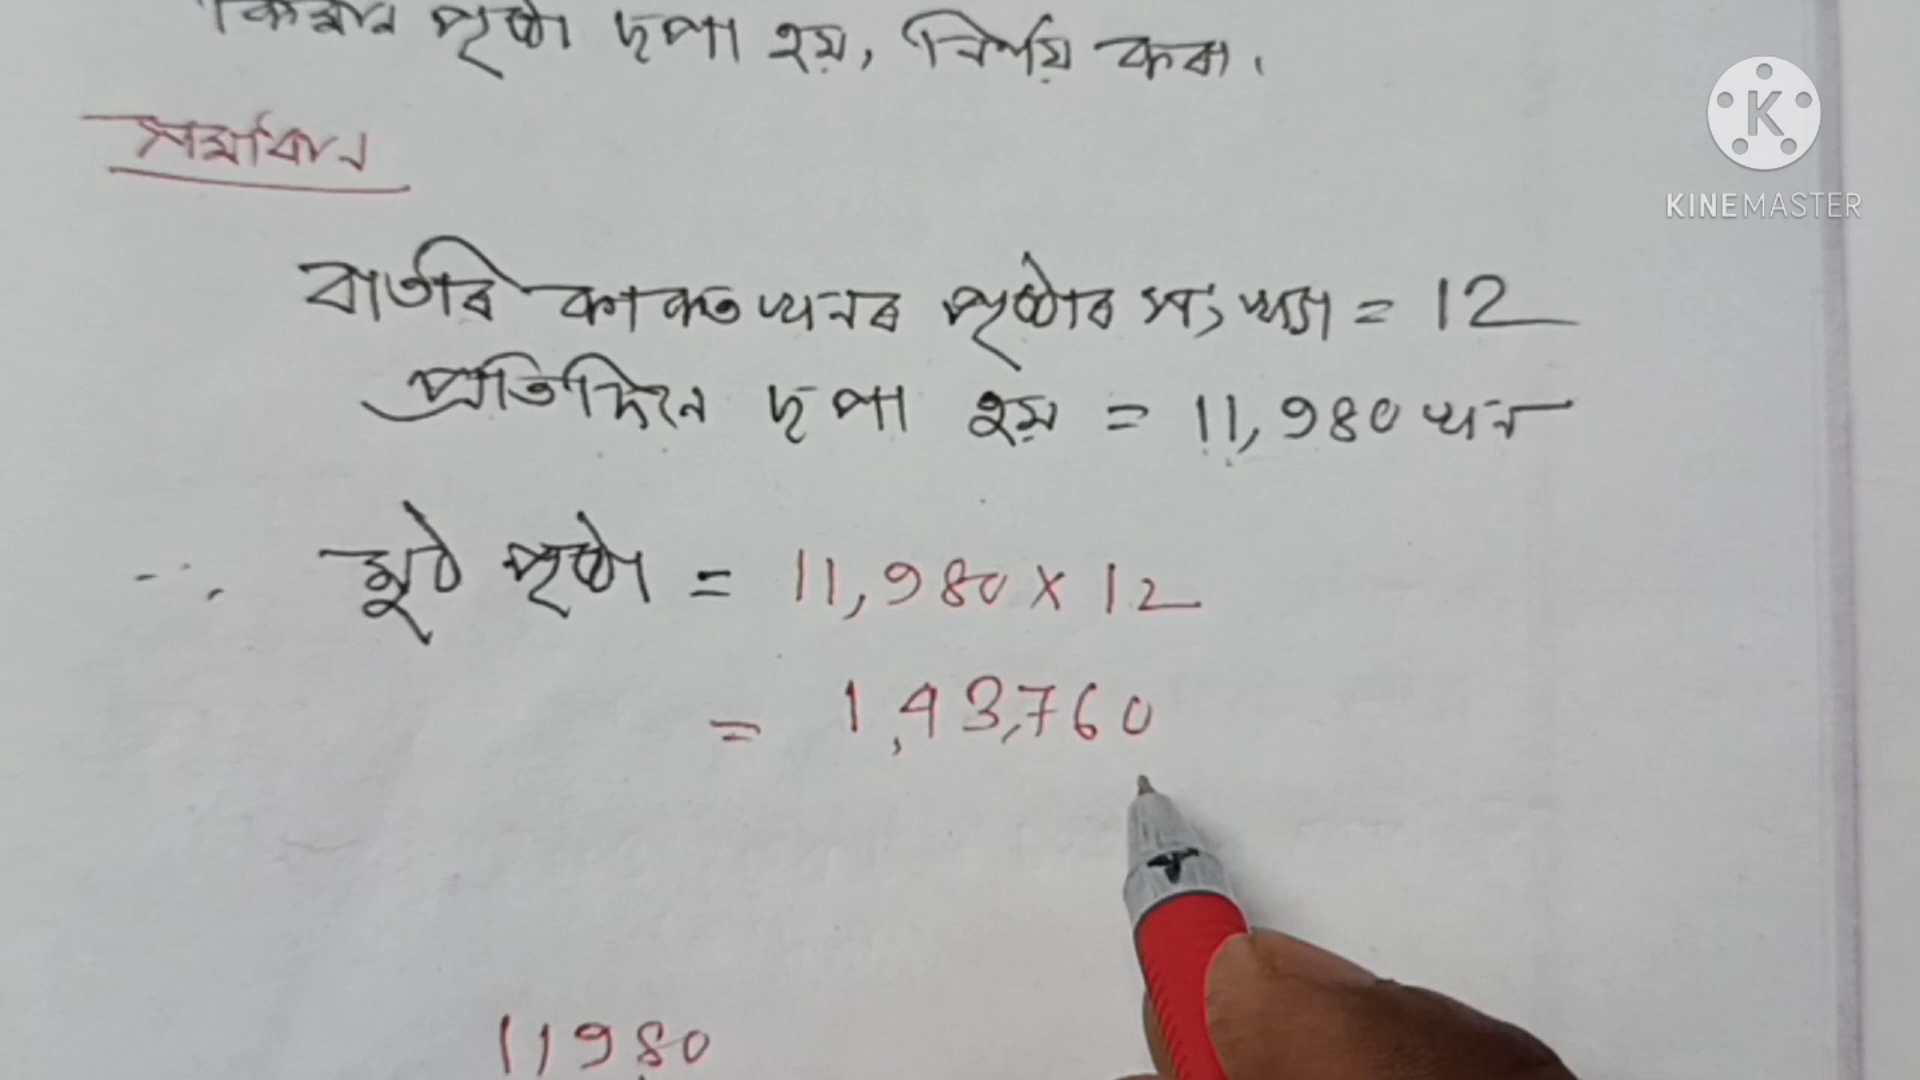 কিমান পৃষ্ঠা ছপা হয়, নিৰ্ণয় কৰা।
সমাধান
বাতৰি কাকত খনৰ পৃষ্ঠাৰ সংখ্যা = 12
প্ৰতিদিনে ছপা হয় = 11,980 খন
∴ মুঠ পৃষ্ঠা = 11,980 x 12
= 1,43,760
11980
K
KINEMASTER